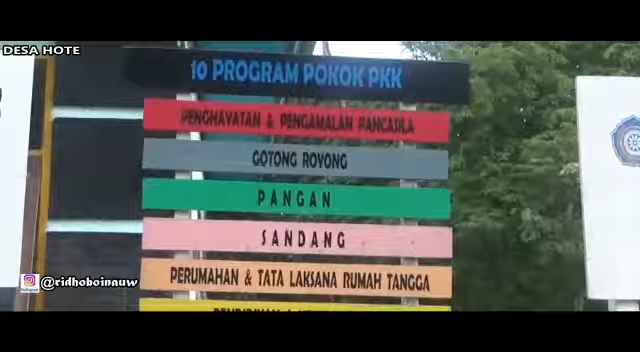 DESA HOTE
10 PROGRAM POKOK PKK
PENGHAYATAN & PENGAMALAN PANCASILA
GOTONG ROYONG
PANGAN
SANDANG
PERUMAHAN & TATA LAKSANA RUMAH TANGGA
@ridhoboinauw